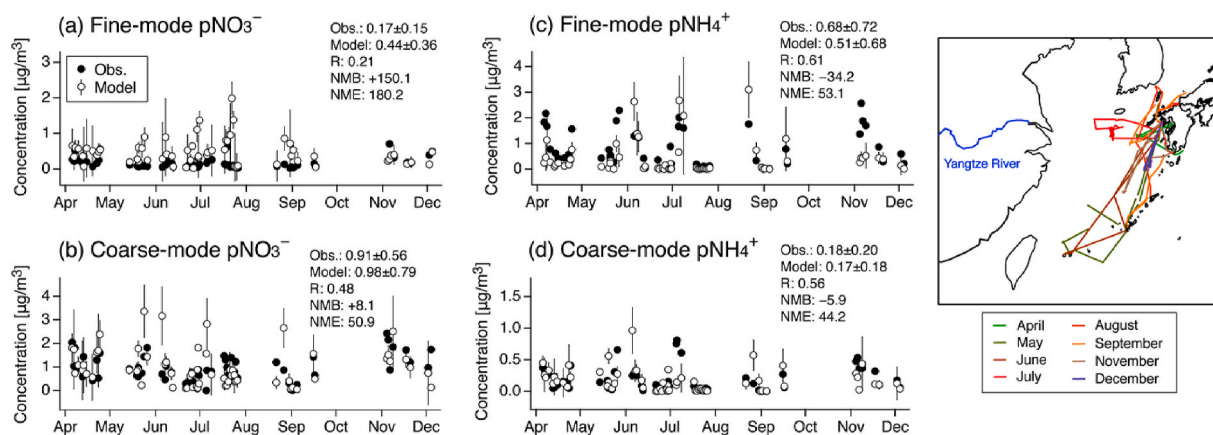 (a) Fine-mode pNO₃⁻
Obs.: 0.17±0.15
Model: 0.44±0.36
R: 0.21
NMB: +150.1
NME: 180.2
Obs.
Model
Concentration [µg/m³]
3
2
1
0
Apr May Jun Jul Aug Sep Oct Nov Dec
(c) Fine-mode pNH₄⁺
Obs.: 0.68±0.72
Model: 0.51±0.68
R: 0.61
NMB: −34.2
NME: 53.1
Concentration [µg/m³]
4
3
2
1
0
Apr May Jun Jul Aug Sep Oct Nov Dec
(b) Coarse-mode pNO₃⁻
Obs.: 0.91±0.56
Model: 0.98±0.79
R: 0.48
NMB: +8.1
NME: 50.9
Concentration [µg/m³]
4
3
2
1
0
Apr May Jun Jul Aug Sep Oct Nov Dec
(d) Coarse-mode pNH₄⁺
Obs.: 0.18±0.20
Model: 0.17±0.18
R: 0.56
NMB: −5.9
NME: 44.2
Concentration [µg/m³]
1.5
1.0
0.5
0.0
Apr May Jun Jul Aug Sep Oct Nov Dec
Yangtze River
April
May
June
July
August
September
November
December